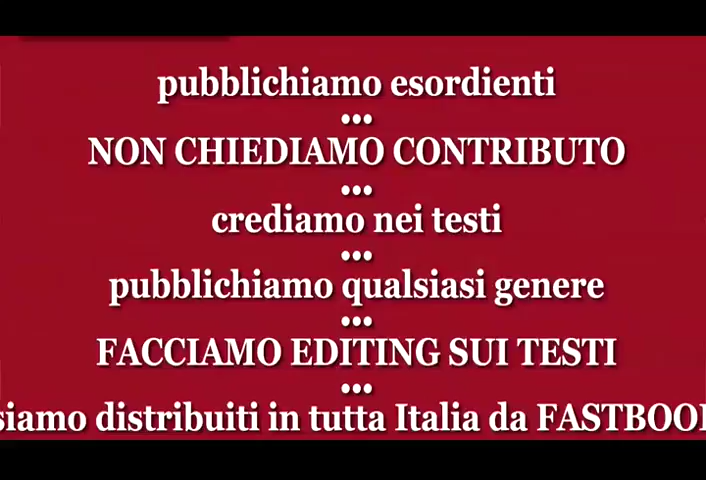 pubblichiamo esordienti
...
NON CHIEDIAMO CONTRIBUTO
...
crediamo nei testi
...
pubblichiamo qualsiasi genere
...
FACCIAMO EDITING SUI TESTI
...
siamo distribuiti in tutta Italia da FASTBOO